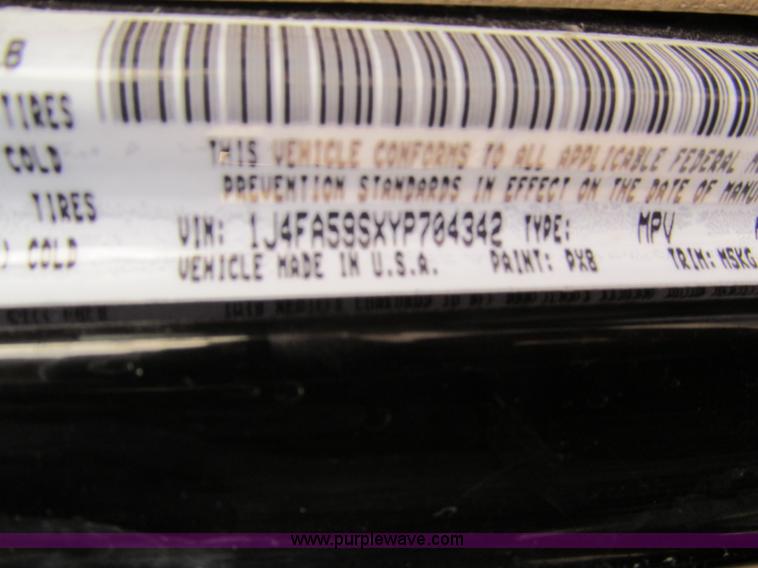 B
TIRES
COLD THIS VEHICLE CONFORMS TO ALL APPLICABLE FEDERAL M
PREVENTION STANDARDS IN EFFECT ON THE DATE OF MANU
TIRES VIN: 1J4FA59SXYP704342 TYPE: MPV
) COLD VEHICLE MADE IN U.S.A. PAINT: PX8 TRIM: M5KG
www.purplewave.com